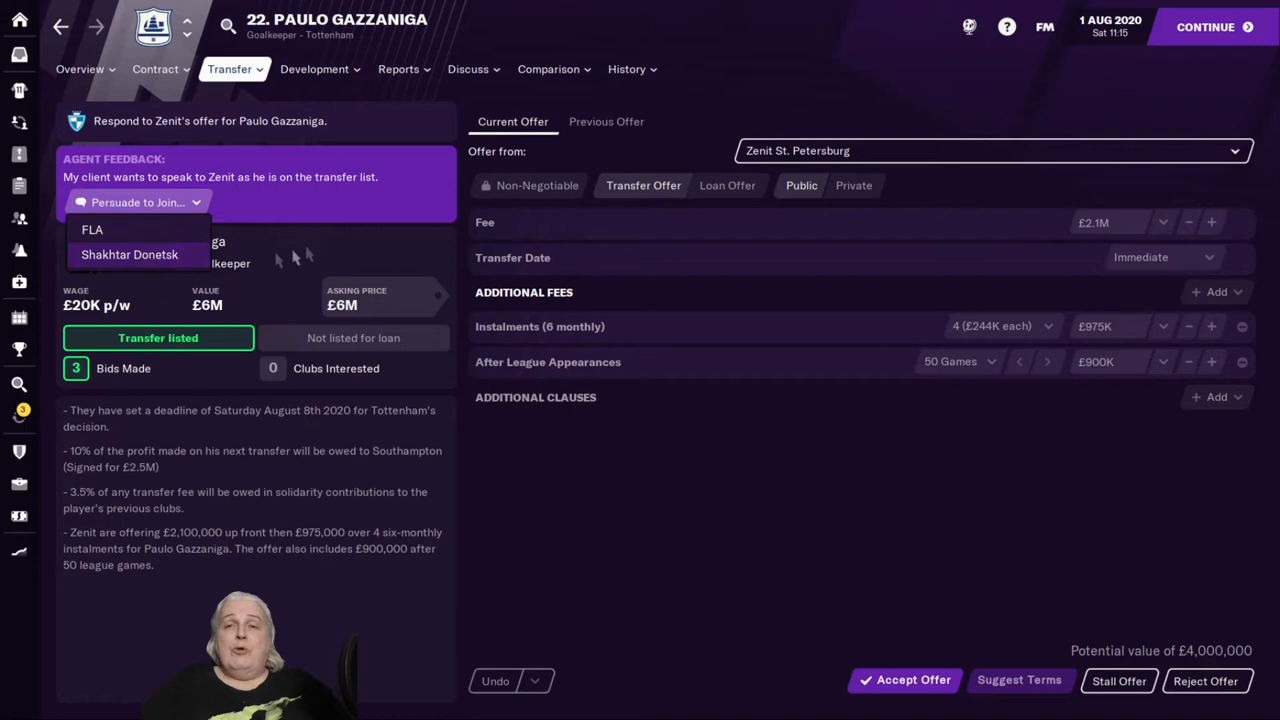 22. PAULO GAZZANIGA
Goalkeeper - Tottenham
FM
1 AUG 2020
Sat 11:15
CONTINUE
Overview
Contract
Transfer
Development
Reports
Discuss
Comparison
History
Respond to Zenit's offer for Paulo Gazzaniga.
AGENT FEEDBACK:
My client wants to speak to Zenit as he is on the transfer list.
Persuade to Join...
FLA
Shakhtar Donetsk
ga
lkeeper
WAGE
£20K p/w
VALUE
£6M
ASKING PRICE
£6M
Transfer listed
Not listed for loan
3 Bids Made
0 Clubs Interested
- They have set a deadline of Saturday August 8th 2020 for Tottenham's
decision.
- 10% of the profit made on his next transfer will be owed to Southampton
(Signed for £2.5M)
- 3.5% of any transfer fee will be owed in solidarity contributions to the
player's previous clubs.
- Zenit are offering £2,100,000 up front then £975,000 over 4 six-monthly
instalments for Paulo Gazzaniga. The offer also includes £900,000 after
50 league games.
3
11
Current Offer
Previous Offer
Offer from:
Zenit St. Petersburg
Non-Negotiable
Transfer Offer
Loan Offer
Public
Private
Fee
£2.1M
Transfer Date
Immediate
ADDITIONAL FEES
Add
Instalments (6 monthly)
4 (£244K each)
£975K
After League Appearances
50 Games
£900K
ADDITIONAL CLAUSES
Add
Potential value of £4,000,000
Undo
Accept Offer
Suggest Terms
Stall Offer
Reject Offer